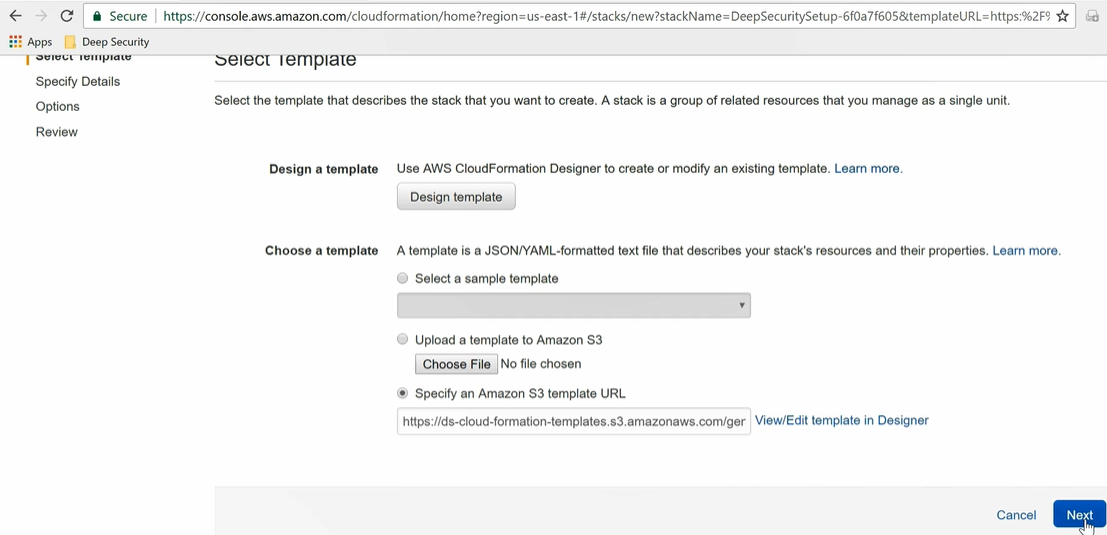 Secure https://console.aws.amazon.com/cloudformation/home?region=us-east-1#/stacks/new?stackName=DeepSecuritySetup-6f0a7f605&templateURL=https:%2F%
Apps Deep Security
Select Template
Specify Details
Options
Review
Select Template
Select the template that describes the stack that you want to create. A stack is a group of related resources that you manage as a single unit.
Design a template Use AWS CloudFormation Designer to create or modify an existing template. Learn more.
Design template
Choose a template A template is a JSON/YAML-formatted text file that describes your stack's resources and their properties. Learn more.
Select a sample template
Upload a template to Amazon S3
Choose File No file chosen
Specify an Amazon S3 template URL
https://ds-cloud-formation-templates.s3.amazonaws.com/ger View/Edit template in Designer
Cancel Next